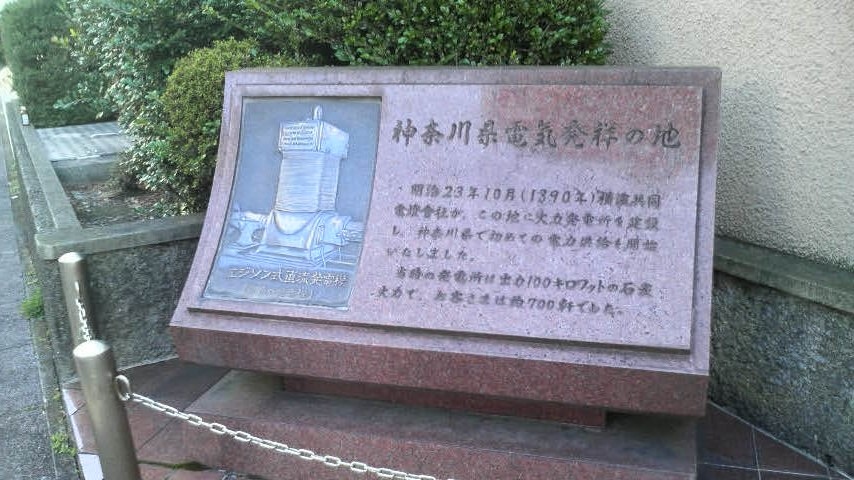 神奈川県電気発祥の地
明治23年10月(1890年)横浜共同
電燈會社が、この地に火力発電所を建設
し、神奈川県で初めての電力供給を開始
いたしました。
当時の発電所は出力100キロワットの石炭
火力で、お客さまは約700軒でした。
エジソン式直流発電機